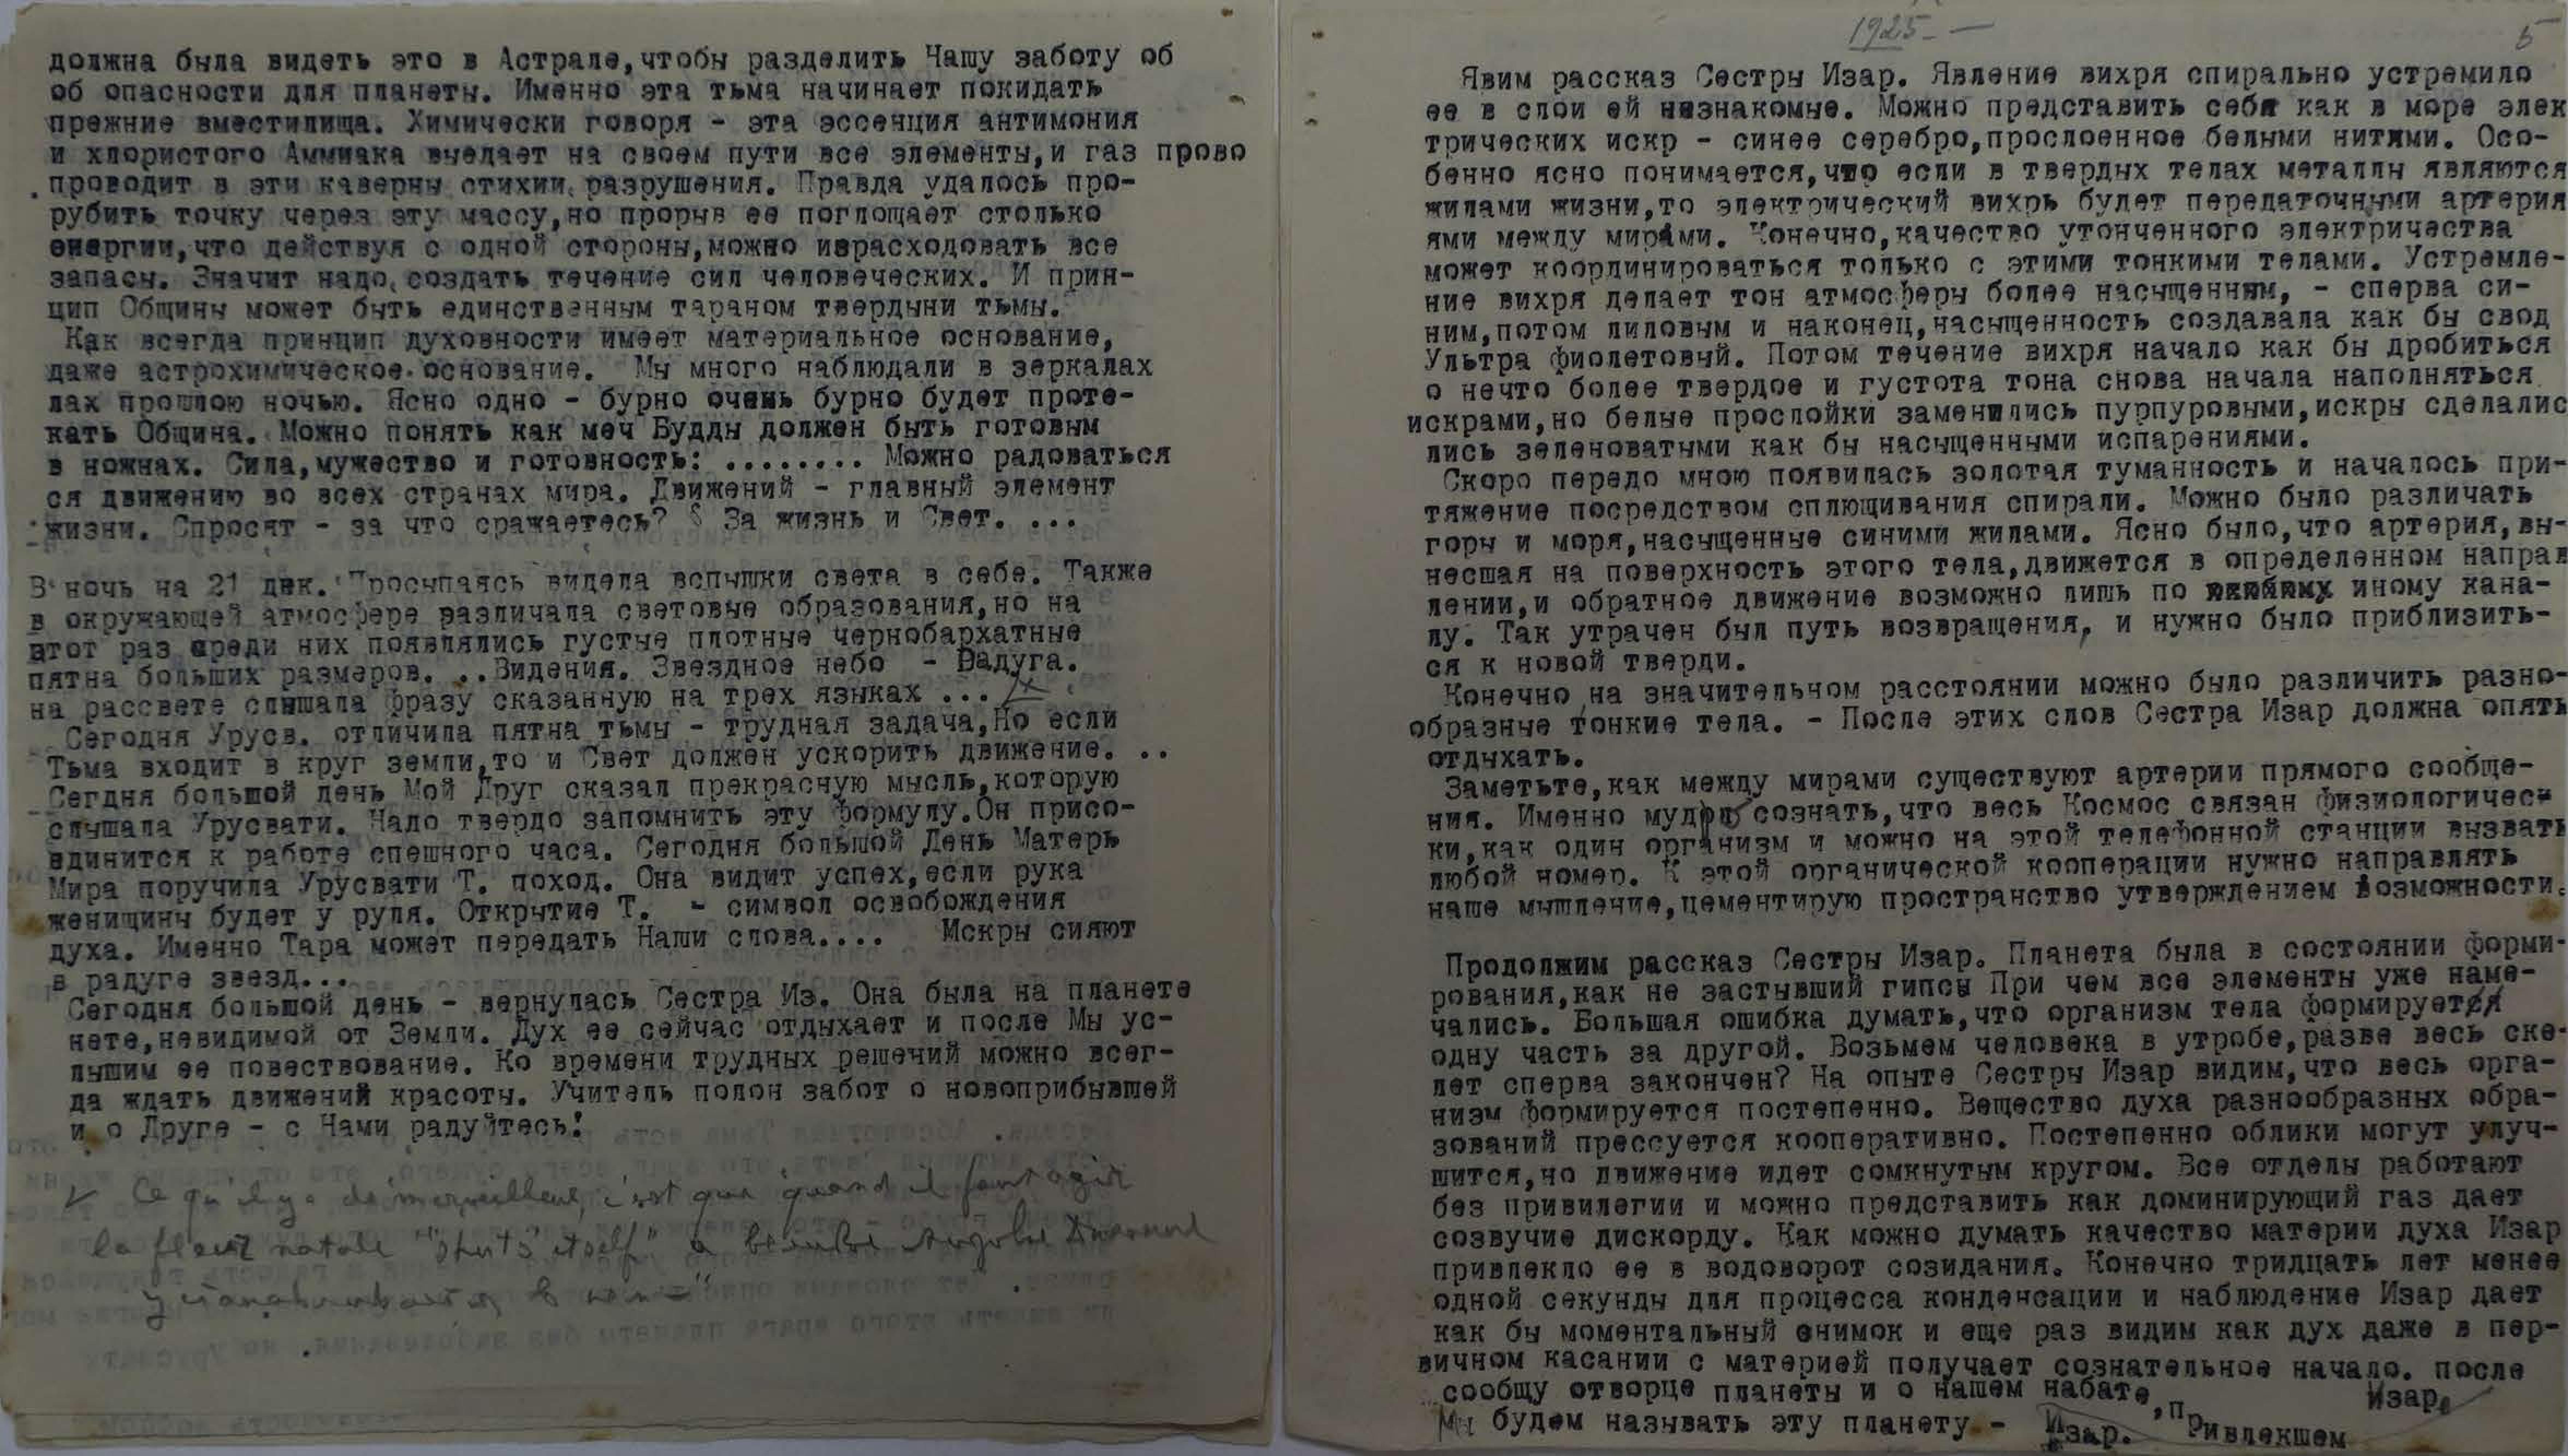 должна была видеть это в Астрале,чтобы разделить Нашу заботу об
об опасности для планеты. Именно эта тьма начинает покидать
прежние вместилища. Химически говоря - эта эссенция антимония
и хлористого Аммиака выедает на своем пути все элементы,и газ прово
проводит в эти каверны стихии разрушения. Правда удалось про-
рубить точку через эту массу,но прорыв ее поглощает столько
енергии,что действуя с одной стороны,можно израсходовать все
запасы. Значит надо создать течение сил человеческих. И прин-
цип Общины может быть единственным тараном твердыни тьмы.
Как всегда принцип духовности имеет материальное основание,
даже астрохимическое основание. Мы много наблюдали в зеркалах
лах прошлою ночью. Ясно одно - бурно очень бурно будет проте-
кать Община. Можно понять как меч Будды должен быть готовым
в ножнах. Сила,мужество и готовность: ........ Можно радоваться
ся движению во всех странах мира. Движений - главный элемент
жизни. Спросят - за что сражаетесь? За жизнь и Свет. ...
В ночь на 21 дек. Просыпаясь видела вспышки света в себе. Также
в окружающей атмосфере различала световые образования,но на
этот раз среди них появлялись густые плотные чернобархатные
пятна больших размеров. ..Видения. Звездное небо - Радуга.
на рассвете слышала фразу сказанную на трех языках ...
Сегодня Урусв. отличила пятна тьмы - трудная задача,Но если
Тьма входит в круг земли,то и Свет должен ускорить движение. ..
Сегдня большой день Мой Друг сказал прекрасную мысль,которую
слышала Урусвати. Надо твердо запомнить эту формулу.Он присо-
единится к работе спешного часа. Сегодня большой День Матерь
Мира поручила Урусвати Т. поход. Она видит успех,если рука
женищины будет у руля. Открытие Т. - символ освобождения
духа. Именно Тара может передать Наши слова.... Мскры сияют
в радуге звезд...
Сегодня большой день - вернулась Сестра Из. Она была на планете
нете,невидимой от Земли. Дух ее сейчас отдыхает и после Мы ус-
лышим ее повествование. Ко времени трудных решений можно всег-
да ждать движений красоты. Учитель полон забот о новоприбывшей
и о Друге - с Нами радуйтесь!
Ce qu'il y a de merveilleux, c'est que quand il faut agir
la fleur natale "shuts itself" а
1925 -
5
Явим рассказ Сестры Изар. Явление вихря спирально устремило
ее в слои ей незнакомые. Можно представить себя как в море элек
трических искр - синее серебро,прослоенное белыми нитями. Осо-
бенно ясно понимается,что если в твердых телах металлы являются
жилами жизни,то электрический вихрь будет передаточными артерия
ями между мирами. Конечно,качество утонченного электричества
может координироваться только с этими тонкими телами. Устремле-
ние вихря делает тон атмосферы более насыщенным, - сперва си-
ним,потом лиловым и наконец,насыщенность создавала как бы свод
Ультра фиолетовый. Потом течение вихря начало как бы дробиться
о нечто более твердое и густота тона снова начала наполняться
искрами,но белые прослойки заменились пурпуровыми,искры сделалис
лись зеленоватыми как бы насыщенными испарениями.
Скоро передо мною появилась золотая туманность и началось при-
тяжение посредством сплющивания спирали. Можно было различать
горы и моря,насыщенные синими жилами. Ясно было,что артерия,вы-
несшая на поверхность этого тела,движется в определенном направ
лении,и обратное движение возможно лишь по иному кана-
лу. Так утрачен был путь возвращения, и нужно было приблизить-
ся к новой тверди.
Конечно на значительном расстоянии можно было различить разно-
образные тонкие тела. - После этих слов Сестра Изар должна опять
отдыхать.
Заметьте,как между мирами существуют артерии прямого сообще-
ния. Именно мудро сознать,что весь Космос связан физиологичес-
ки,как один организм и можно на этой телефонной станции вызвать
любой номер. К этой органической кооперации нужно направлять
наше мышление,цементирую пространство утверждением возможности.
Продолжим рассказ Сестры Изар. Планета была в состоянии форми-
рования,как не застывший гипсы При чем все элементы уже наме-
чались. Большая ошибка думать,что организм тела формируется
одну часть за другой. Возьмем человека в утробе,разве весь ске-
лет сперва закончен? На опыте Сестры Изар видим,что весь орга-
низм формируется постепенно. Вещество духа разнообразных обра-
зований прессуется кооперативно. Постепенно облики могут улуч-
шится,но движение идет сомкнутым кругом. Все отделы работают
без привилегии и можно представить как доминирующий газ дает
созвучие дискорду. Как можно думать качество материи духа Изар
привлекло ее в водоворот созидания. Конечно тридцать лет менее
одной секунды для процесса конденсации и наблюдение Изар дает
как бы моментальный снимок и еще раз видим как дух даже в пер-
вичном касании с материей получает сознательное начало. после
сообщу отворце планеты и о нашем набате,привлекшем Изар.
Мы будем называть эту планету - Изар.